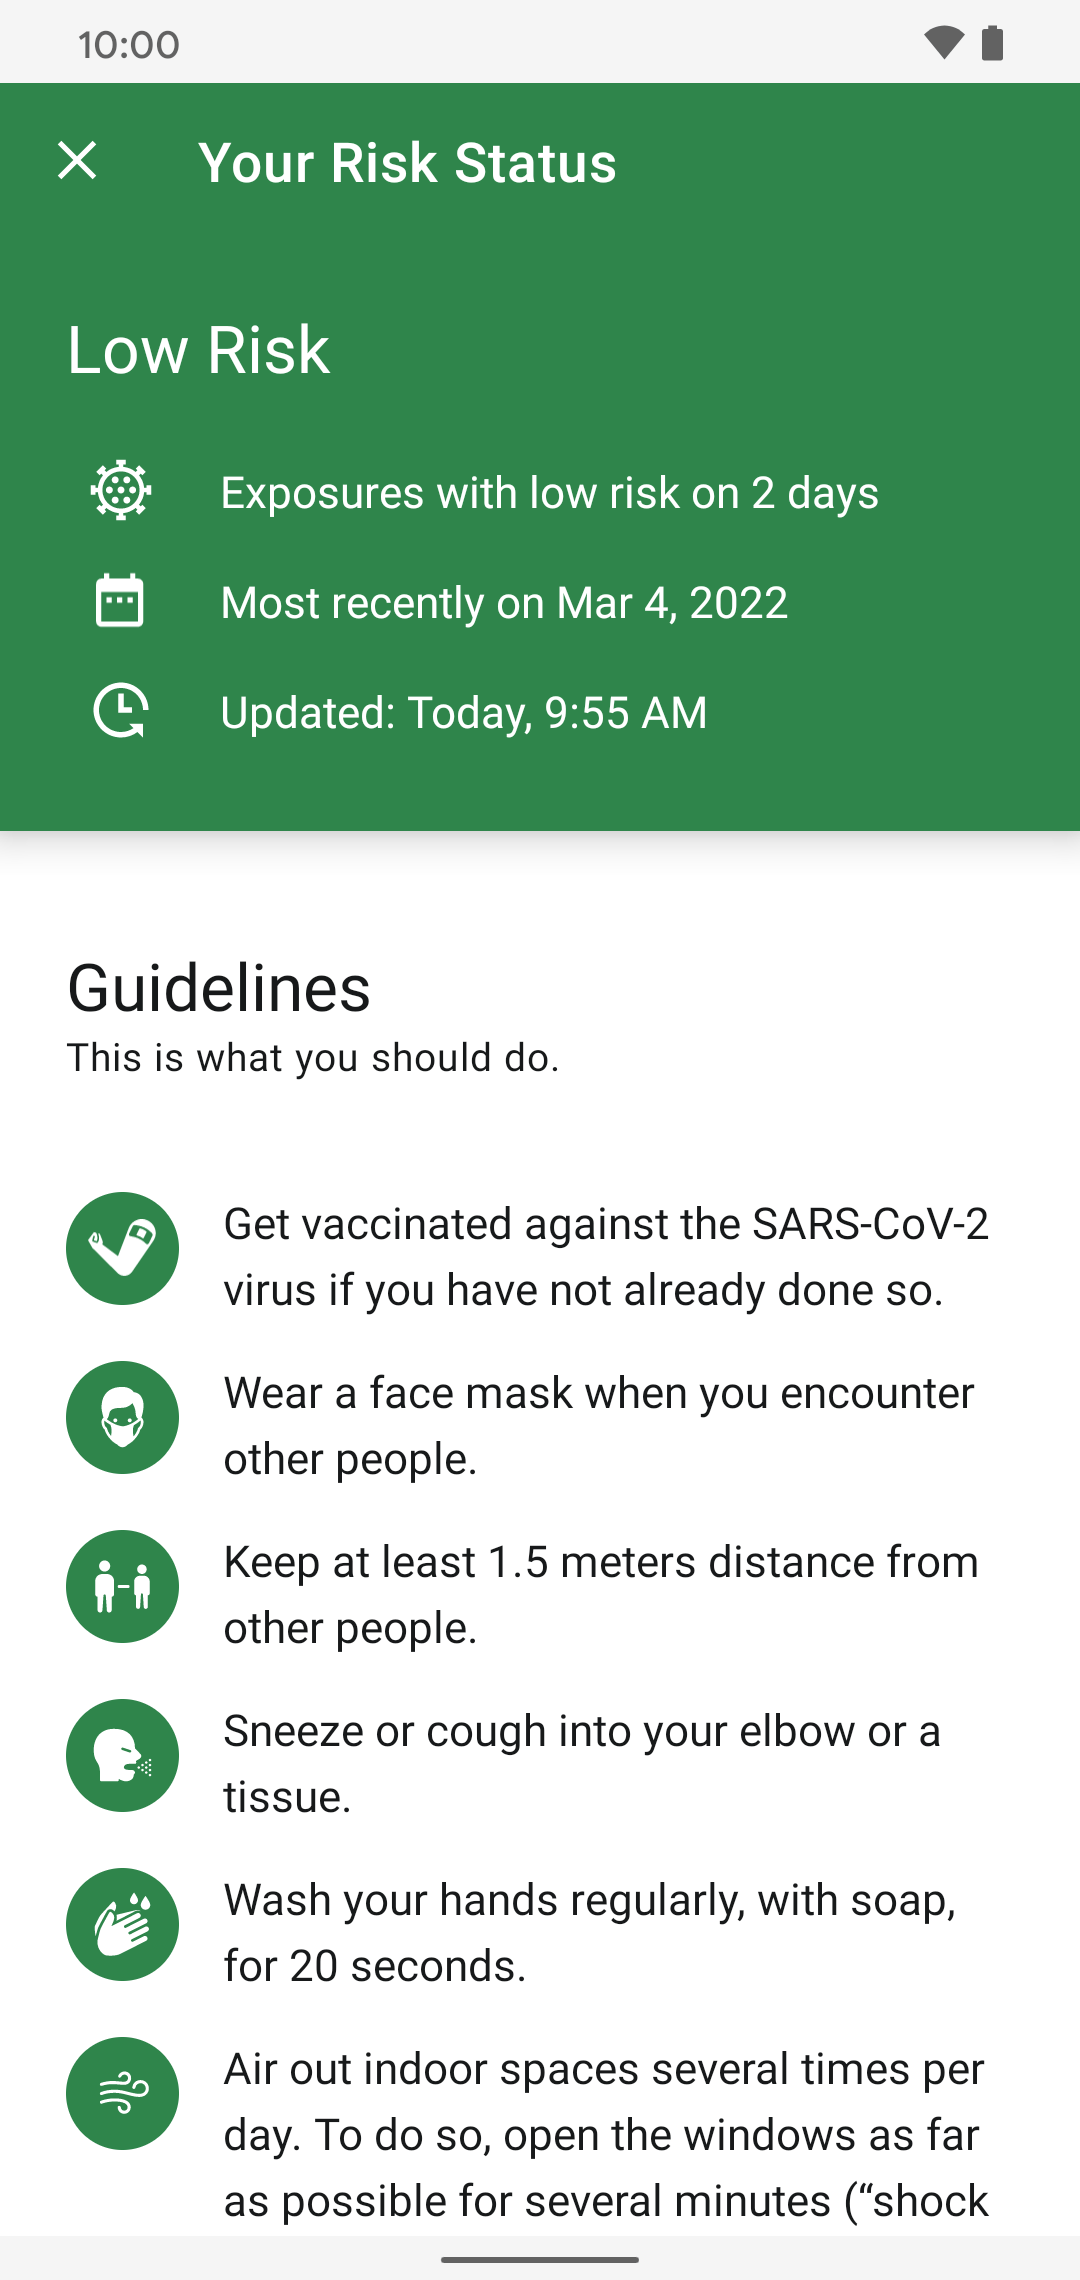 10:00
Your Risk Status
Low Risk
Exposures with low risk on 2 days
Most recently on Mar 4, 2022
Updated: Today, 9:55 AM
Guidelines
This is what you should do.
Get vaccinated against the SARS-CoV-2
virus if you have not already done so.
Wear a face mask when you encounter
other people.
Keep at least 1.5 meters distance from
other people.
Sneeze or cough into your elbow or a
tissue.
Wash your hands regularly, with soap,
for 20 seconds.
Air out indoor spaces several times per
day. To do so, open the windows as far
as possible for several minutes (“shock